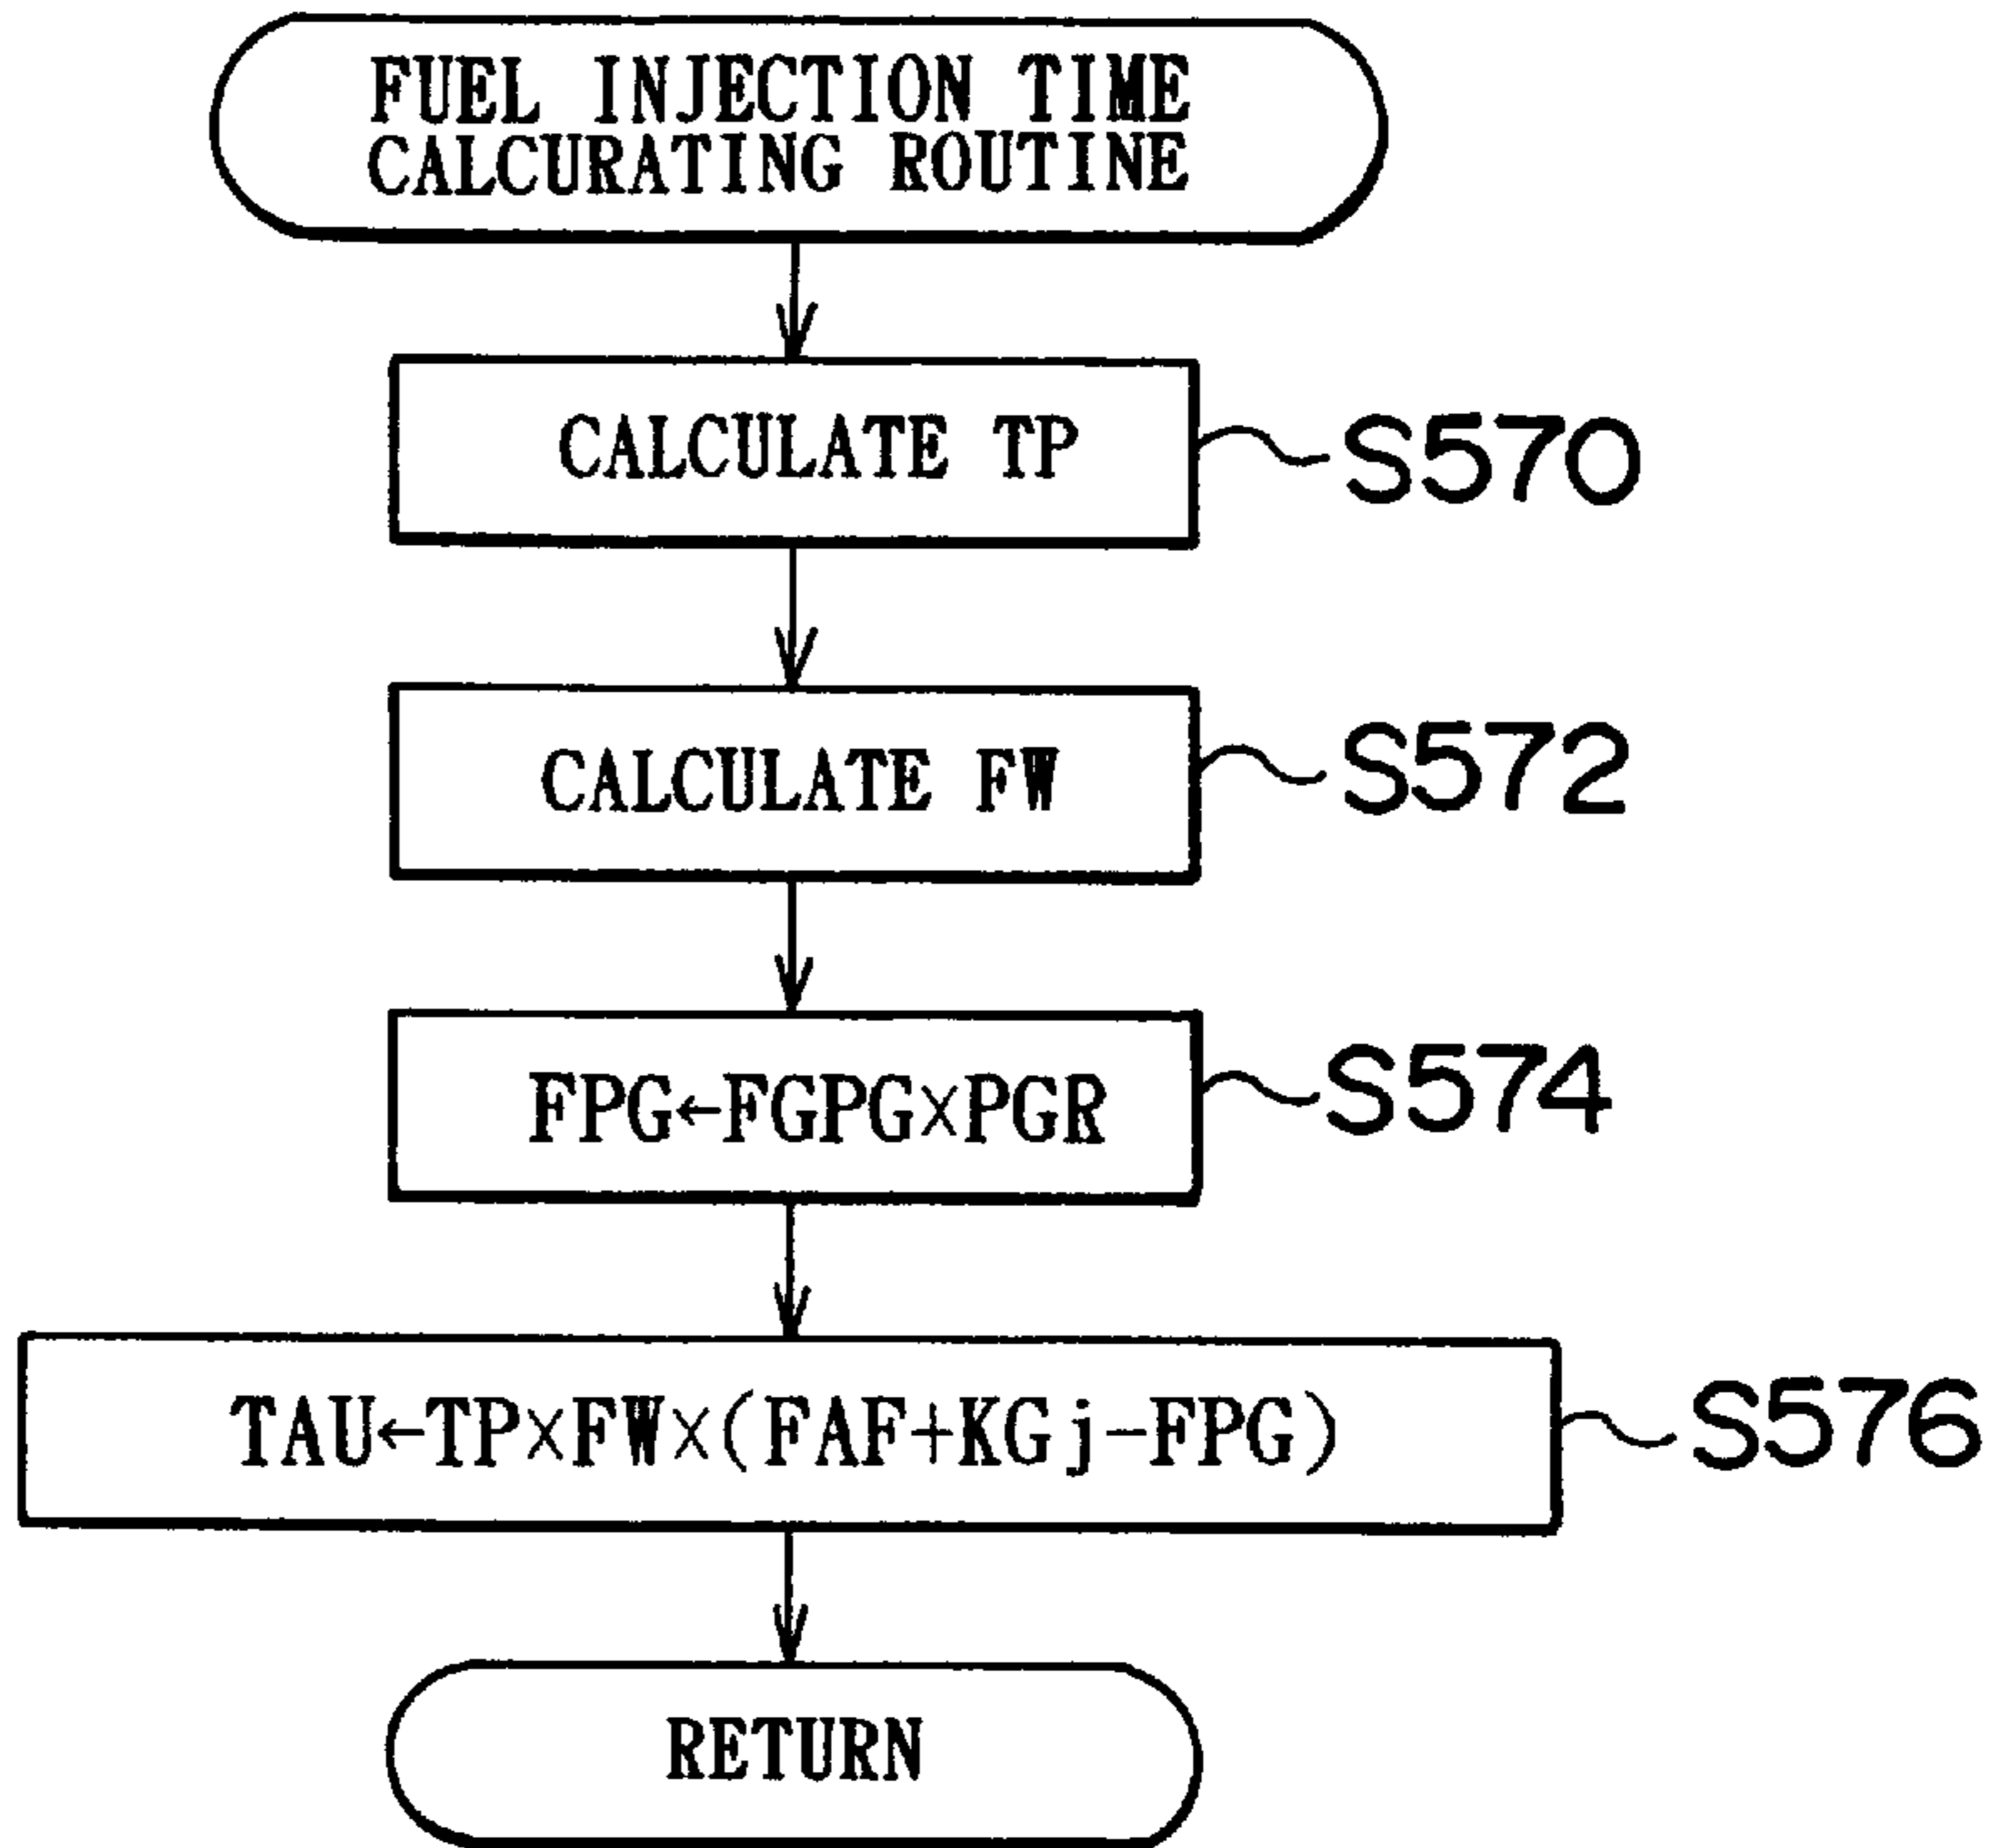 FUEL INJECTION TIME
CALCURATING ROUTINE
CALCULATE TP
S570
CALCULATE FW
S572
FPG←FGPG×PGR
S574
TAU←TP×FW×(FAF+KGj-FPG)
S576
RETURN